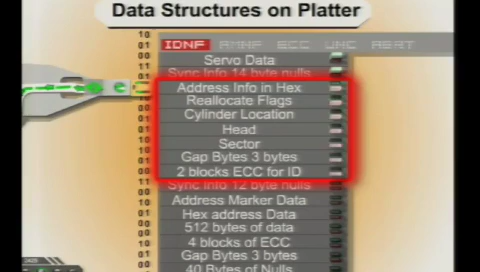 Data Structures on Platter
IDNF AMNF ECC UNC ABRT
Servo Data
Sync Info 14 byte nulls
Address Info in Hex
Reallocate Flags
Cylinder Location
Head
Sector
Gap Bytes 3 bytes
2 blocks ECC for ID
Sync Info 12 byte nulls
Address Marker Data
Hex address Data
512 bytes of data
4 blocks of ECC
Gap Bytes 3 bytes
40 Bytes of Nulls